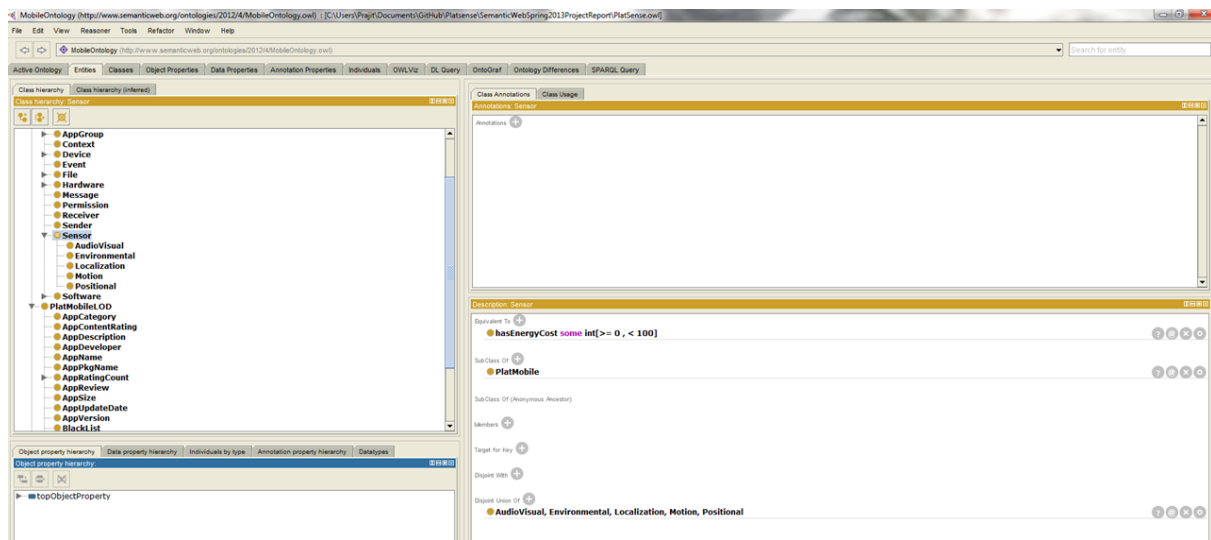 MobileOntology (http://www.semanticweb.org/ontologies/2012/4/MobileOntology.owl) : [C:\Users\Prajit\Documents\GitHub\Platsense\SemanticWebSpring2013ProjectReport\PlatSense.owl]
File Edit View Reasoner Tools Refactor Window Help
MobileOntology (http://www.semanticweb.org/ontologies/2012/4/MobileOntology.owl) Search for entity
Active Ontology Entities Classes Object Properties Data Properties Annotation Properties Individuals OWLViz DL Query OntoGraf Ontology Differences SPARQL Query
Class hierarchy Class hierarchy (inferred)
Class hierarchy: Sensor
AppGroup
Context
Device
Event
File
Hardware
Message
Permission
Receiver
Sender
Sensor
AudioVisual
Environmental
Localization
Motion
Positional
Software
PlatMobileLOD
AppCategory
AppContentRating
AppDescription
AppDeveloper
AppName
AppPkgName
AppRatingCount
AppReview
AppSize
AppUpdateDate
AppVersion
BlackList
Object property hierarchy Data property hierarchy Individuals by type Annotation property hierarchy Datatypes
Object property hierarchy:
topObjectProperty
Class Annotations Class Usage
Annotations: Sensor
Annotations
Description: Sensor
Equivalent To
hasEnergyCost some int[>= 0 , < 100]
SubClass Of
PlatMobile
SubClass Of (Anonymous Ancestor)
Members
Target for Key
Disjoint With
Disjoint Union Of
AudioVisual, Environmental, Localization, Motion, Positional